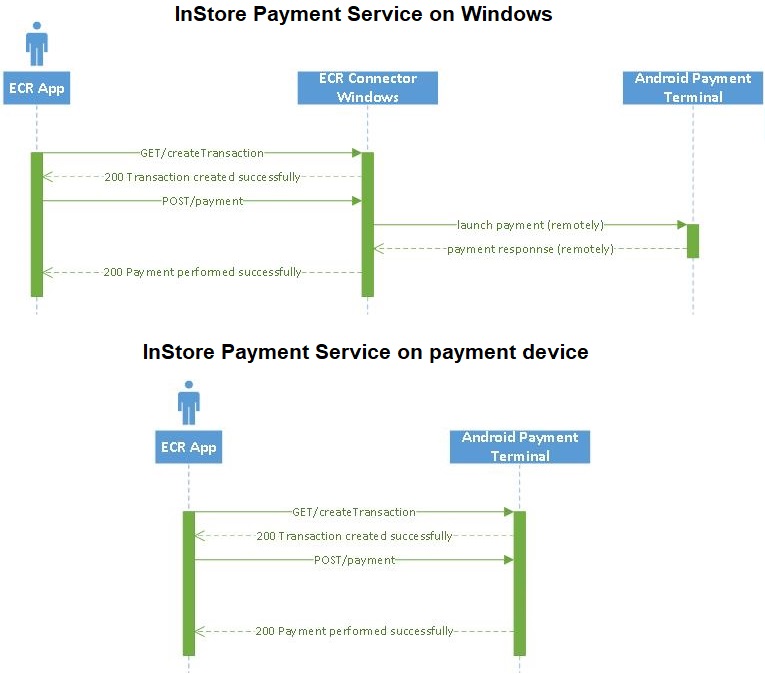 InStore Payment Service on Windows
ECR App
ECR Connector
Windows
Android Payment
Terminal
GET/createTransaction
200 Transaction created successfully
POST/payment
launch payment (remotely)
payment responnse (remotely)
200 Payment performed successfully
InStore Payment Service on payment device
ECR App
Android Payment
Terminal
GET/createTransaction
200 Transaction created successfully
POST/payment
200 Payment performed successfully